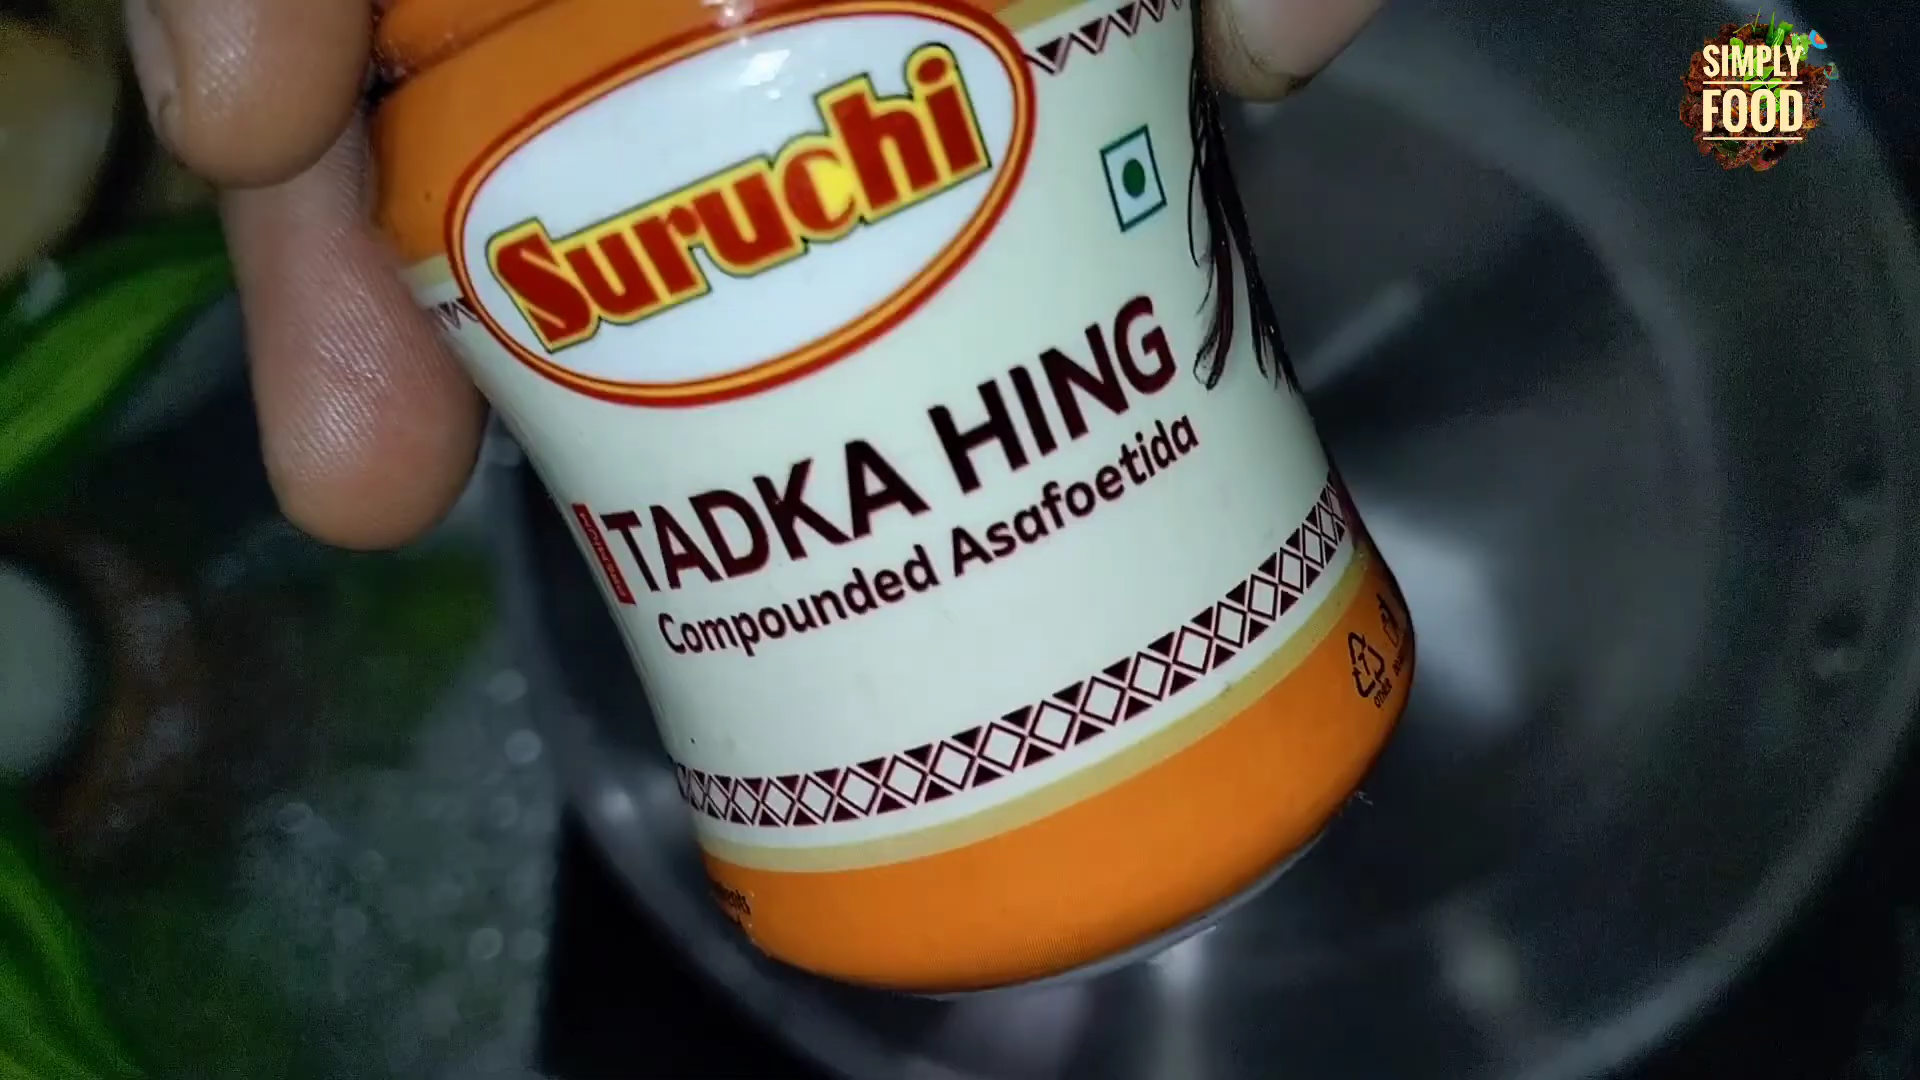 SIMPLY
FOOD
Suruchi
TADKA HING
Compounded Asafoetida